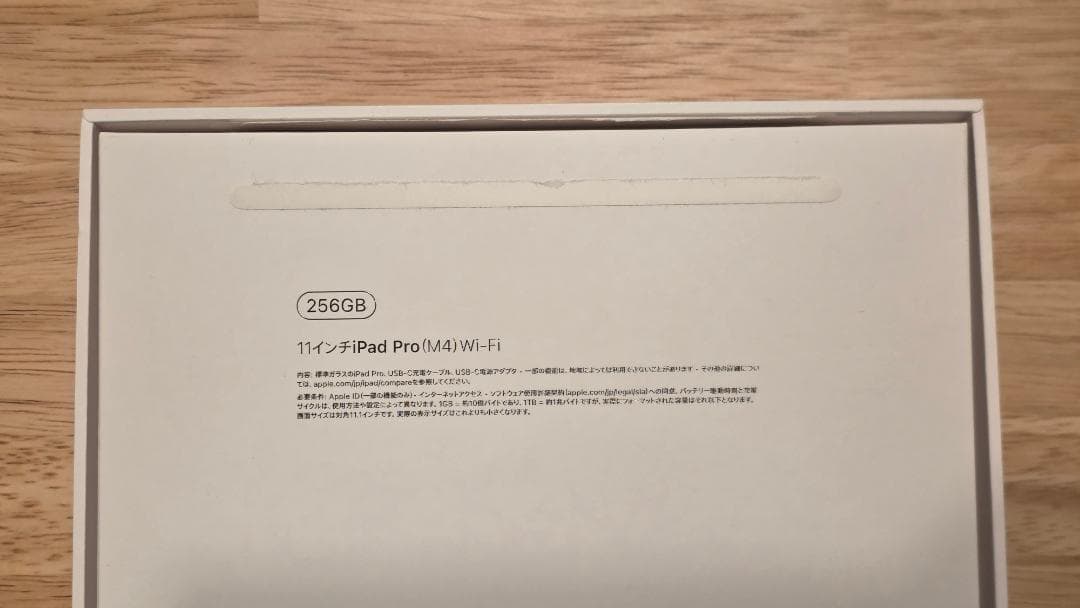 256GB
11インチiPad Pro（M4）Wi-Fi
内容: 標準ガラスのiPad Pro、USB-C充電ケーブル、USB-C電源アダプタ・一部の機能は、地域によっては利用できないことがあります・その他の詳細につい
ては、apple.com/jp/ipad/compareを参照してください。
必要条件: Apple ID（一部の機能のみ）・インターネットアクセス・ソフトウェア使用許諾契約（apple.com/jp/legal/sla）への同意。バッテリー駆動時間と充電
サイクルは、使用方法や設定によって異なります。1GB = 約10億バイトであり、1TB = 約1兆バイトですが、実際にフォーマットされた容量はそれ以下となります。
画面サイズは対角11.1インチです。実際の表示サイズはこれよりも小さくなります。